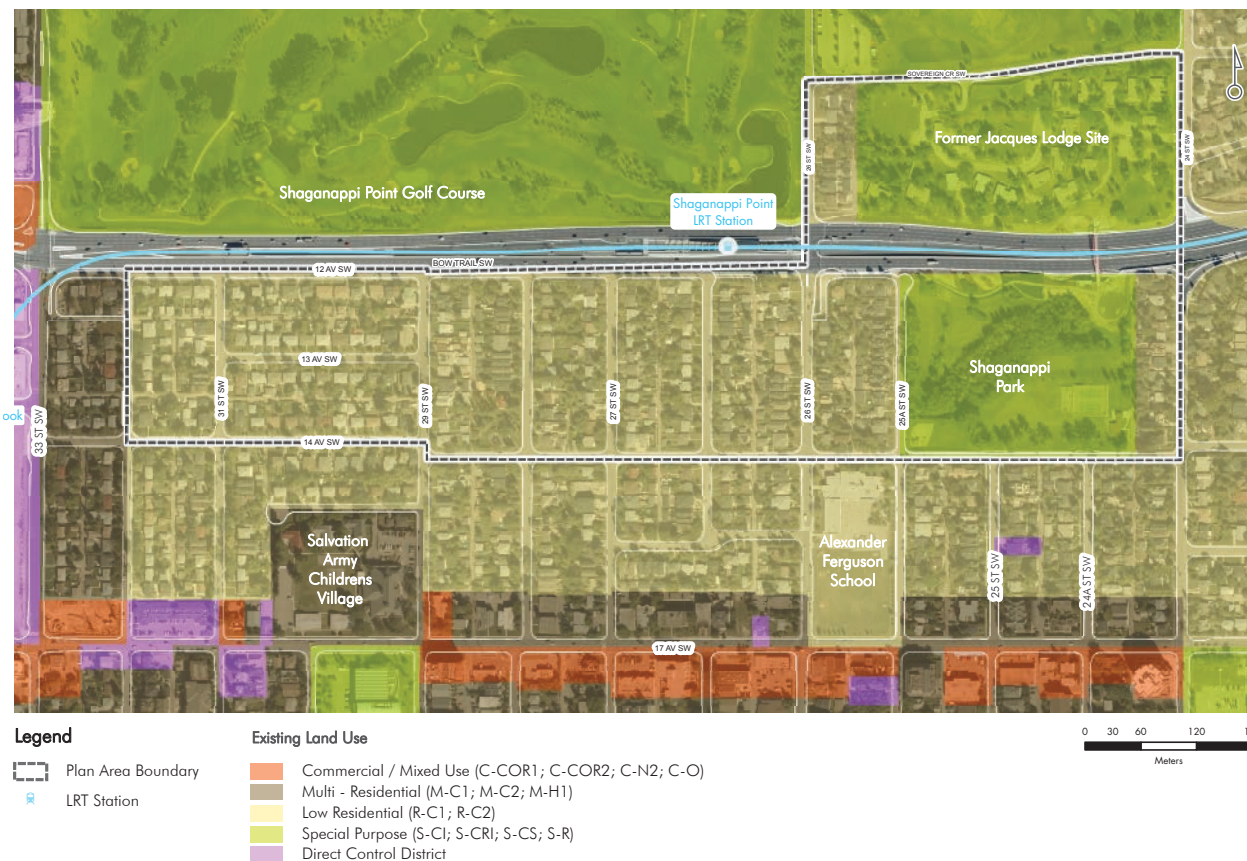 SOVEREIGN CR SW
Former Jacques Lodge Site
26 ST SW
24 ST SW
Shaganappi Point Golf Course
Shaganappi Point
LRT Station
BOW TRAIL SW
12 AV SW
13 AV SW
Shaganappi
Park
31 ST SW
29 ST SW
27 ST SW
26 ST SW
25A ST SW
ook
33 ST SW
14 AV SW
Salvation
Army
Childrens
Village
Alexander
Ferguson
School
25 ST SW
24A ST SW
17 AV SW
Legend
Plan Area Boundary
LRT Station
Existing Land Use
Commercial / Mixed Use (C-COR1; C-COR2; C-N2; C-O)
Multi - Residential (M-C1; M-C2; M-H1)
Low Residential (R-C1; R-C2)
Special Purpose (S-CI; S-CRI; S-CS; S-R)
Direct Control District
0 30 60 120 1
Meters